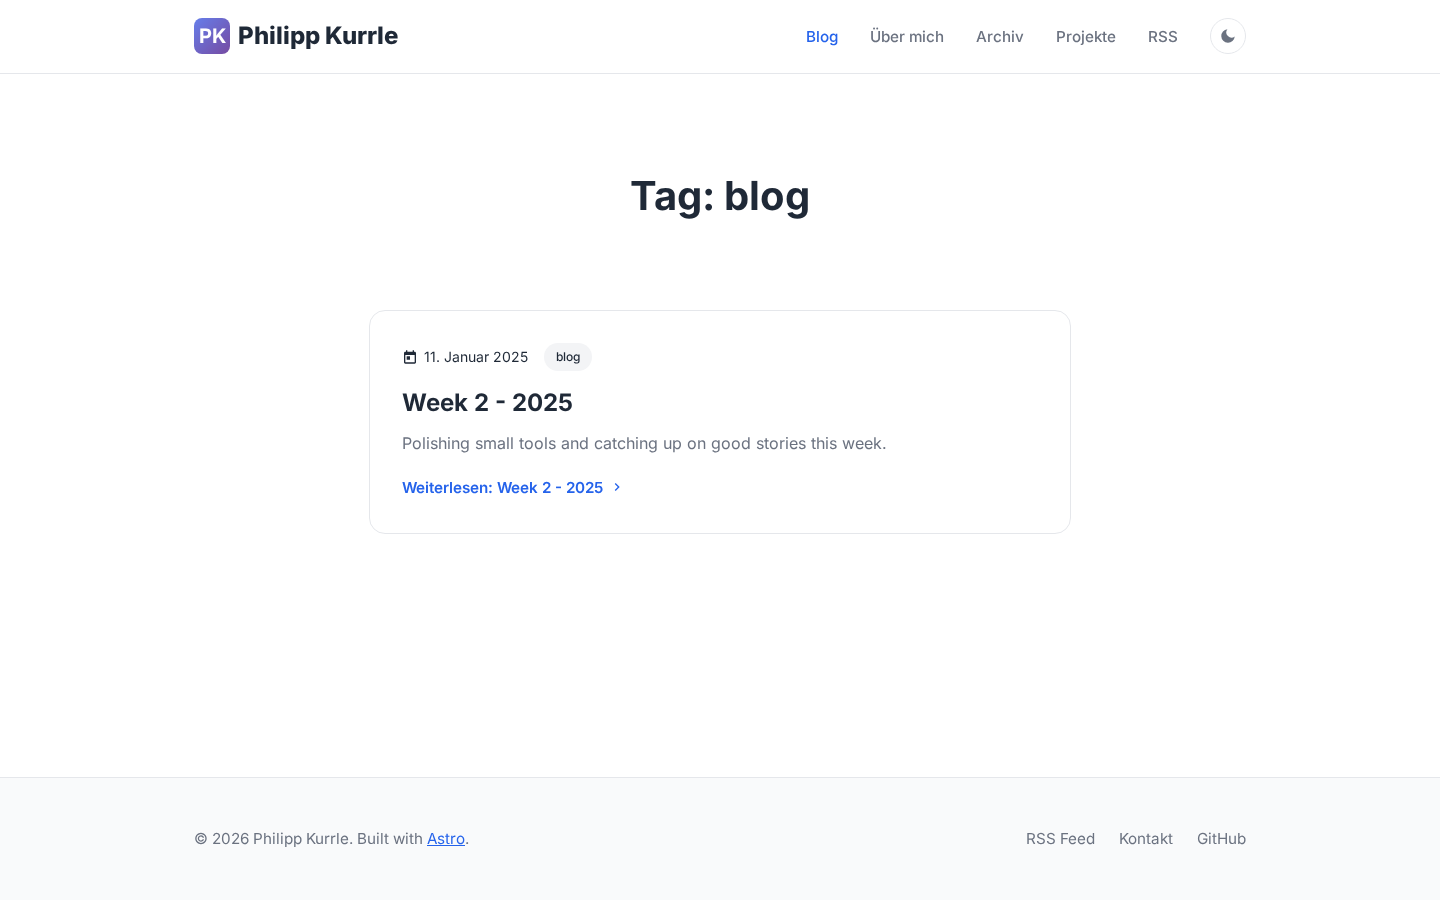 PK Philipp Kurrle
Blog Über mich Archiv Projekte RSS
Tag: blog
11. Januar 2025 blog
Week 2 - 2025
Polishing small tools and catching up on good stories this week.
Weiterlesen: Week 2 - 2025
© 2026 Philipp Kurrle. Built with Astro.
RSS Feed Kontakt GitHub